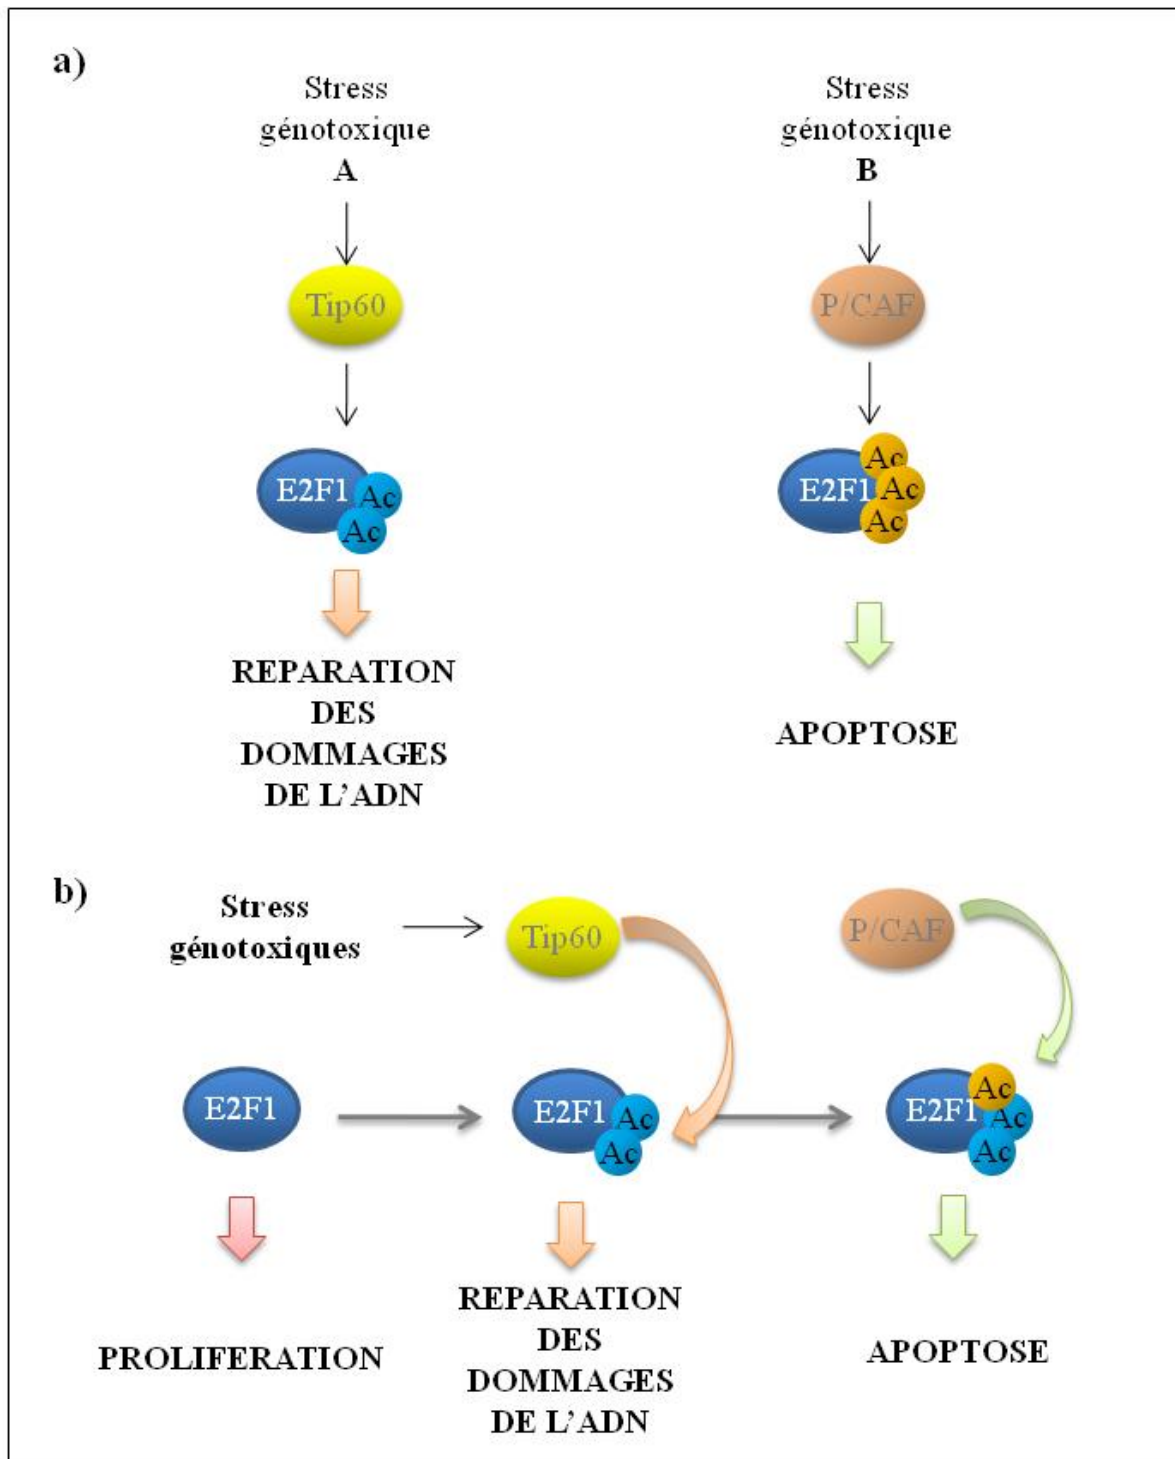 a)
Stress
génotoxique
A
Tip60
E2F1
Ac
Ac
REPARATION
DES
DOMMAGES
DE L'ADN
Stress
génotoxique
B
P/CAF
Ac
E2F1
Ac
Ac
APOPTOSE
b)
Stress
génotoxiques
Tip60
P/CAF
E2F1
E2F1
Ac
Ac
Ac
E2F1
Ac
Ac
PROLIFERATION
REPARATION
DES
DOMMAGES
DE L'ADN
APOPTOSE